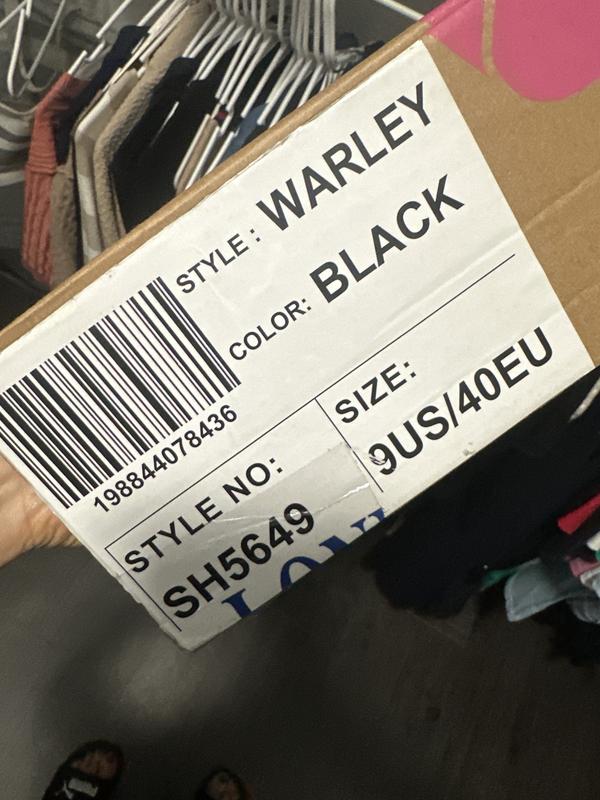 STYLE: WARLEY
COLOR: BLACK
198844078436
STYLE NO:
SH5649
SIZE:
9US/40EU